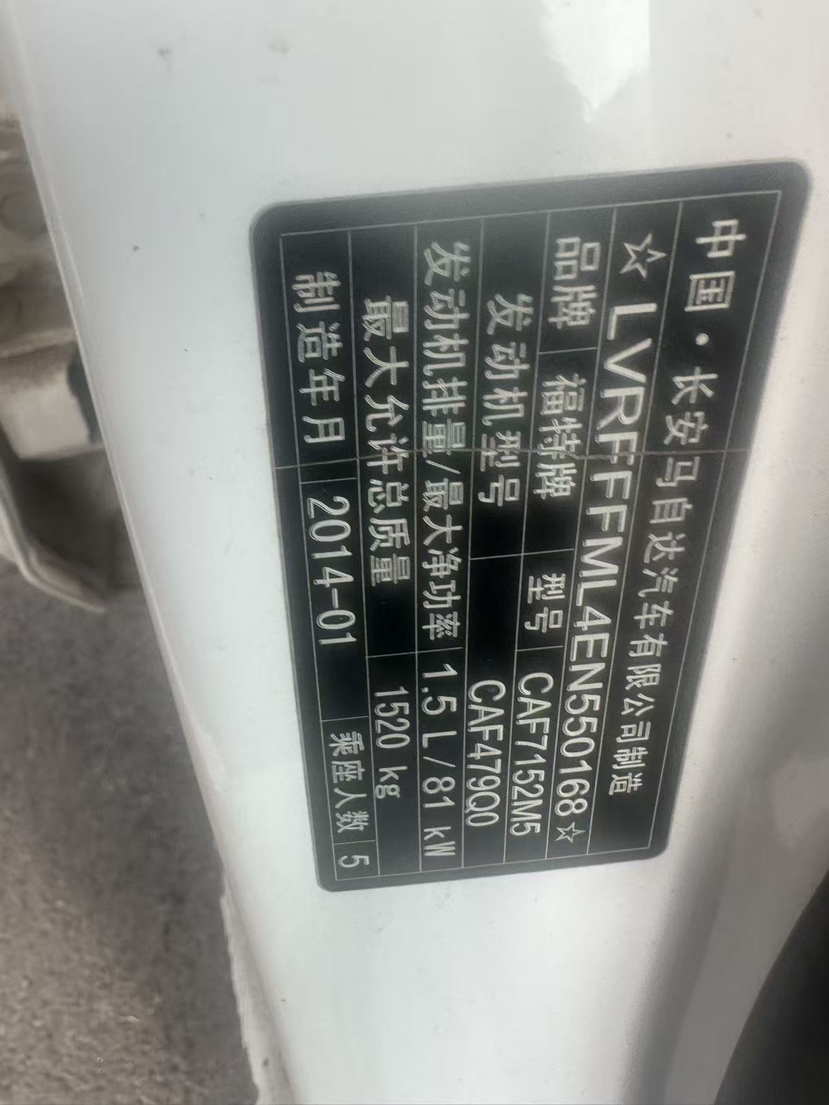 中国·长安马自达汽车有限公司制造
☆LVRFFFML4EN550168☆
品牌 福特牌 型号 CAF7152M5
发动机型号 CAF479Q0
发动机排量/最大净功率 1.5 L / 81 kW
最大允许总质量 1520 kg
制造年月 2014-01 乘座人数 5